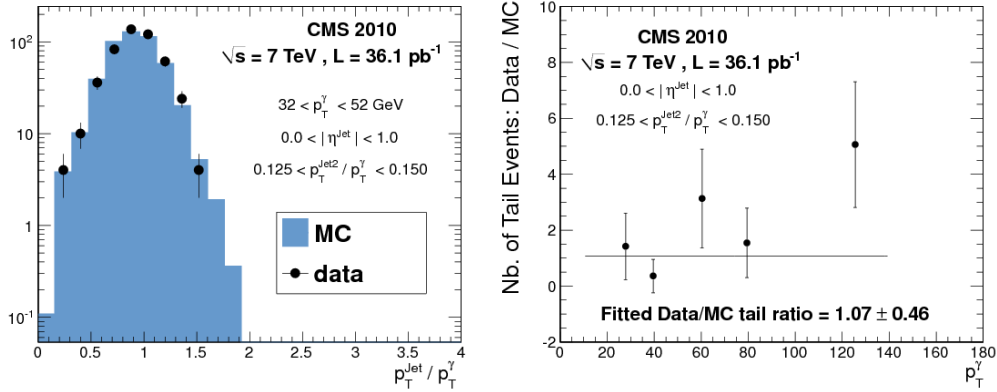 10²
10
1
10⁻¹
0 0.5 1 1.5 2 2.5 3 3.5 4
p_T^Jet / p_T^γ
CMS 2010
√s = 7 TeV , L = 36.1 pb⁻¹
32 < p_T^γ < 52 GeV
0.0 < | η^Jet | < 1.0
0.125 < p_T^Jet2 / p_T^γ < 0.150
MC
data
Nb. of Tail Events: Data / MC
10
8
6
4
2
0
-2
0 20 40 60 80 100 120 140 160 180
p_T^γ
CMS 2010
√s = 7 TeV , L = 36.1 pb⁻¹
0.0 < | η^Jet | < 1.0
0.125 < p_T^Jet2 / p_T^γ < 0.150
Fitted Data/MC tail ratio = 1.07 ± 0.46